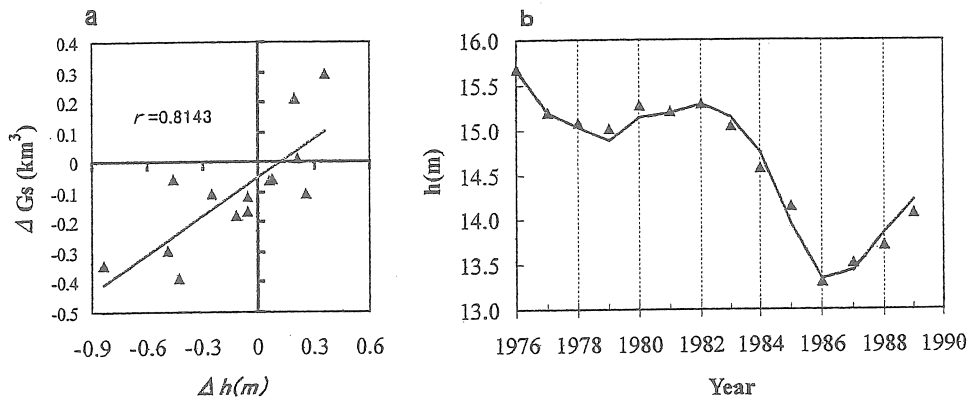 a
0.4
0.3
0.2
0.1
0
-0.1
-0.2
-0.3
-0.4
-0.5
r=0.8143
Δ Gs (km³)
-0.9 -0.6 -0.3 0 0.3 0.6
Δ h(m)
b
16.0
15.5
15.0
14.5
14.0
13.5
13.0
h(m)
1976 1978 1980 1982 1984 1986 1988 1990
Year